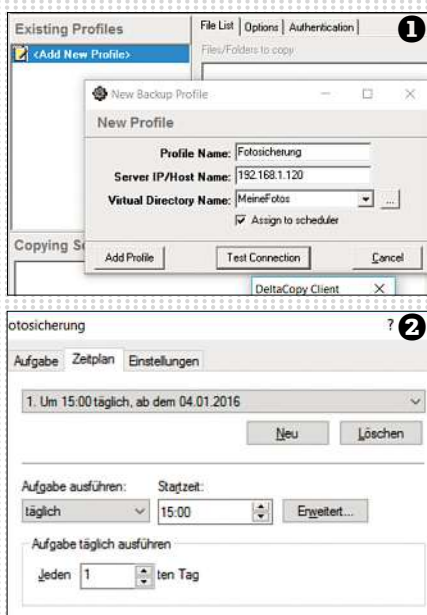 Existing Profiles
File List Options Authentication
1
<Add New Profile>
Files/Folders to copy
New Backup Profile
New Profile
Profile Name: Fotosicherung
Server IP/Host Name: 192.168.1.120
Virtual Directory Name: MeineFotos ...
Assign to scheduler
Copying Se
Add Profile Test Connection Cancel
DeltaCopy Client
otosicherung ? 2
Aufgabe Zeitplan Einstellungen
1. Um 15:00 täglich, ab dem 04.01.2016
Neu Löschen
Aufgabe ausführen: Startzeit:
täglich 15:00 Erweitert...
Aufgabe täglich ausführen
Jeden 1 ten Tag